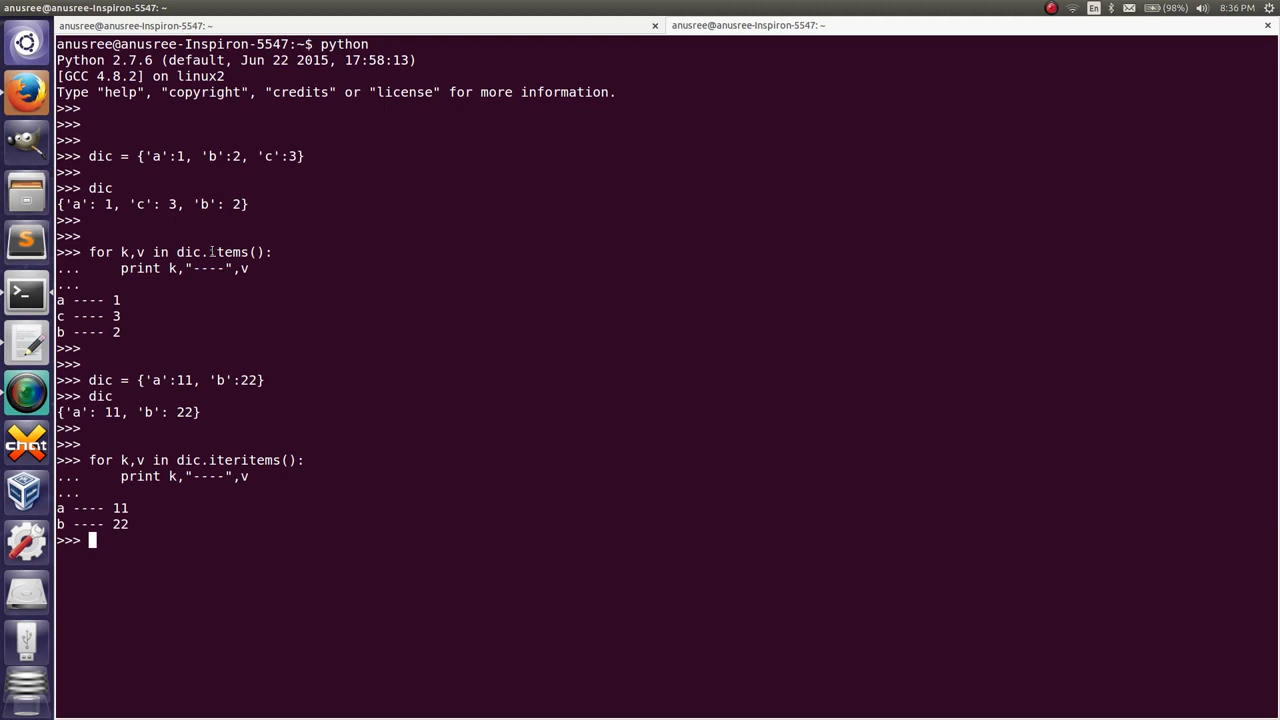 anusree@anusree-Inspiron-5547: ~
En (98%) 8:36 PM
anusree@anusree-Inspiron-5547: ~ × anusree@anusree-Inspiron-5547: ~ ×
anusree@anusree-Inspiron-5547:~$ python
Python 2.7.6 (default, Jun 22 2015, 17:58:13)
[GCC 4.8.2] on linux2
Type "help", "copyright", "credits" or "license" for more information.
>>>
>>>
>>>
>>> dic = {'a':1, 'b':2, 'c':3}
>>>
>>> dic
{'a': 1, 'c': 3, 'b': 2}
>>>
>>>
>>> for k,v in dic.items():
...     print k,"----",v
...
a ---- 1
c ---- 3
b ---- 2
>>>
>>>
>>> dic = {'a':11, 'b':22}
>>> dic
{'a': 11, 'b': 22}
>>>
>>>
>>> for k,v in dic.iteritems():
...     print k,"----",v
...
a ---- 11
b ---- 22
>>>
S
>_
chat